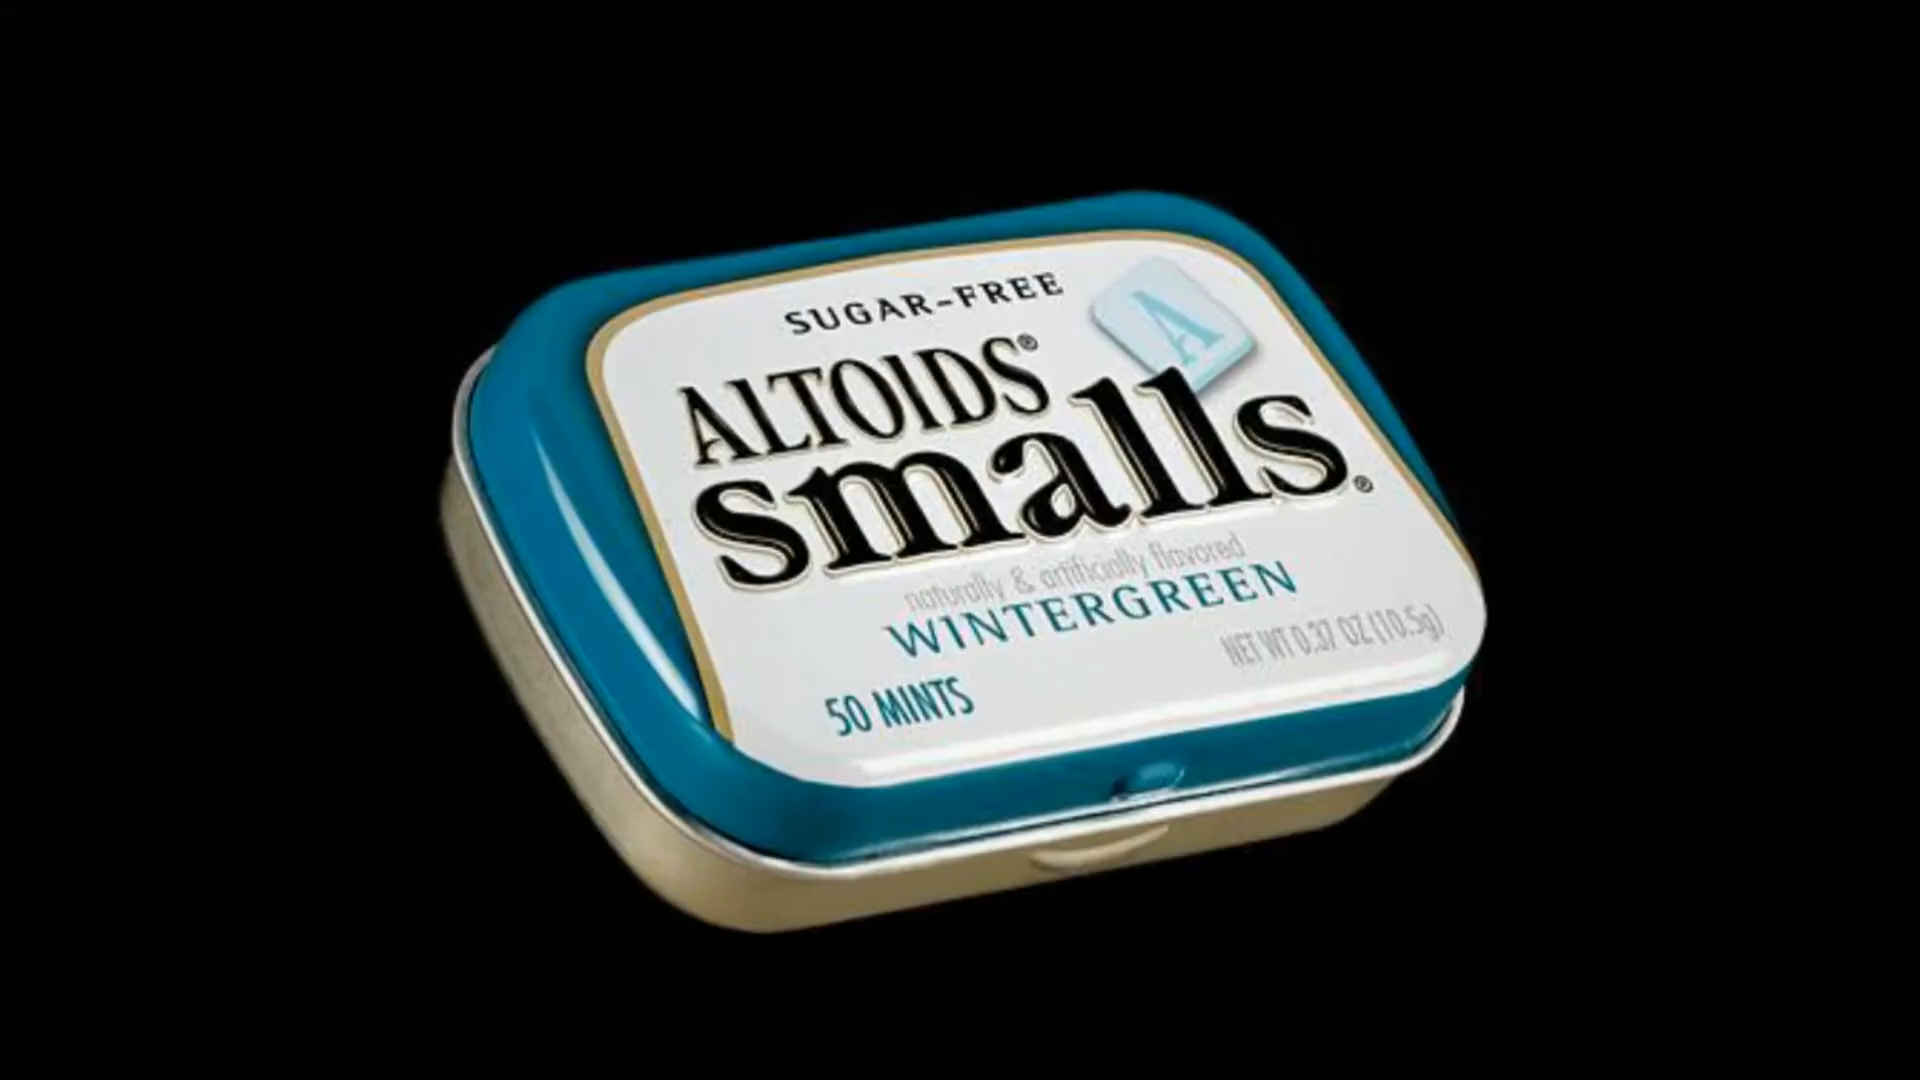 SUGAR-FREE
A
ALTOIDS®
smalls®
naturally & artificially flavored
WINTERGREEN
NET WT 0.37 OZ (10.5g)
50 MINTS